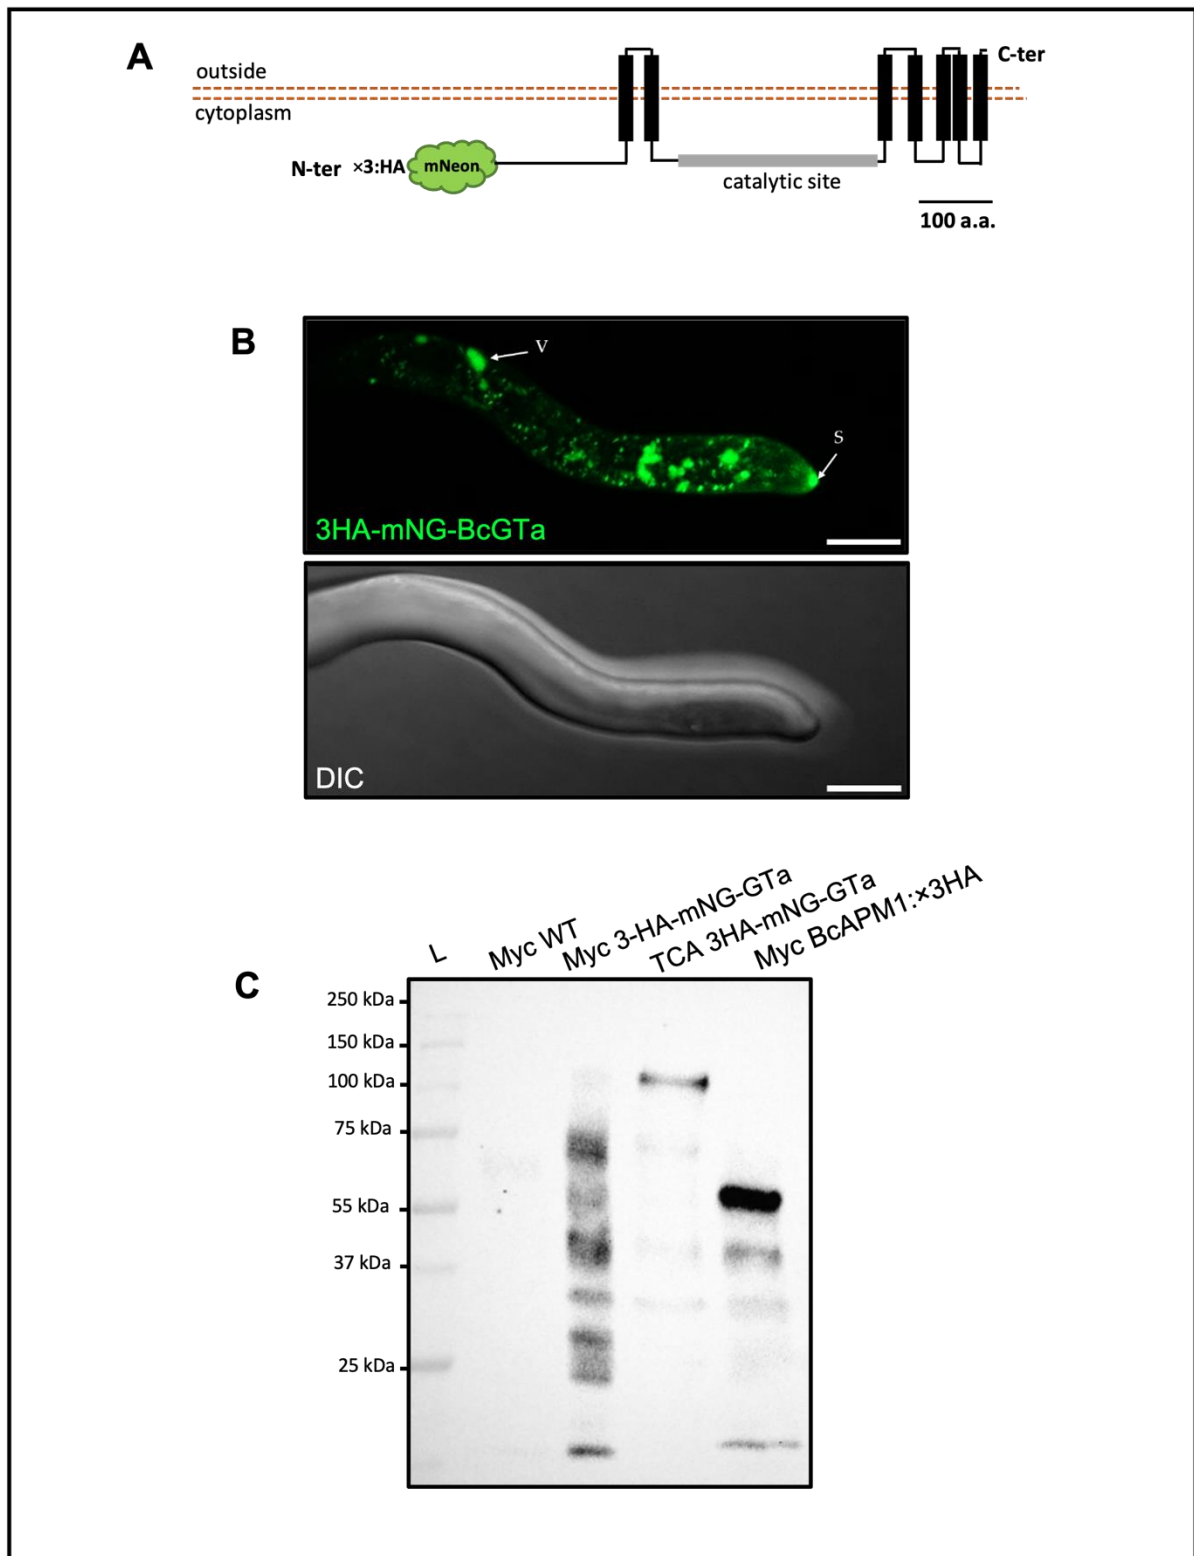 A
outside
cytoplasm
C-ter
N-ter ×3:HA mNeon
catalytic site
100 a.a.
B
V
S
3HA-mNG-BcGTa
DIC
C
L Myc WT Myc 3-HA-mNG-GTa TCA 3HA-mNG-GTa Myc BcAPM1:×3HA
250 kDa
150 kDa
100 kDa
75 kDa
55 kDa
37 kDa
25 kDa